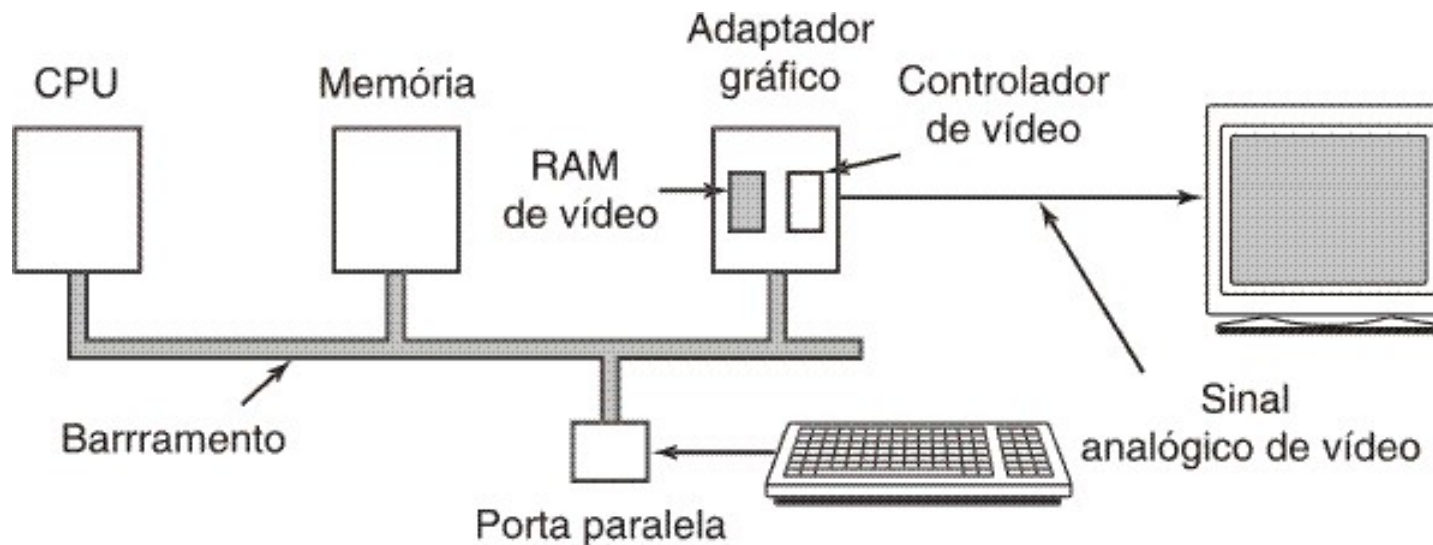 CPU
Memória
Adaptador
gráfico
Controlador
de vídeo
RAM
de vídeo
Barrramento
Porta paralela
Sinal
analógico de vídeo